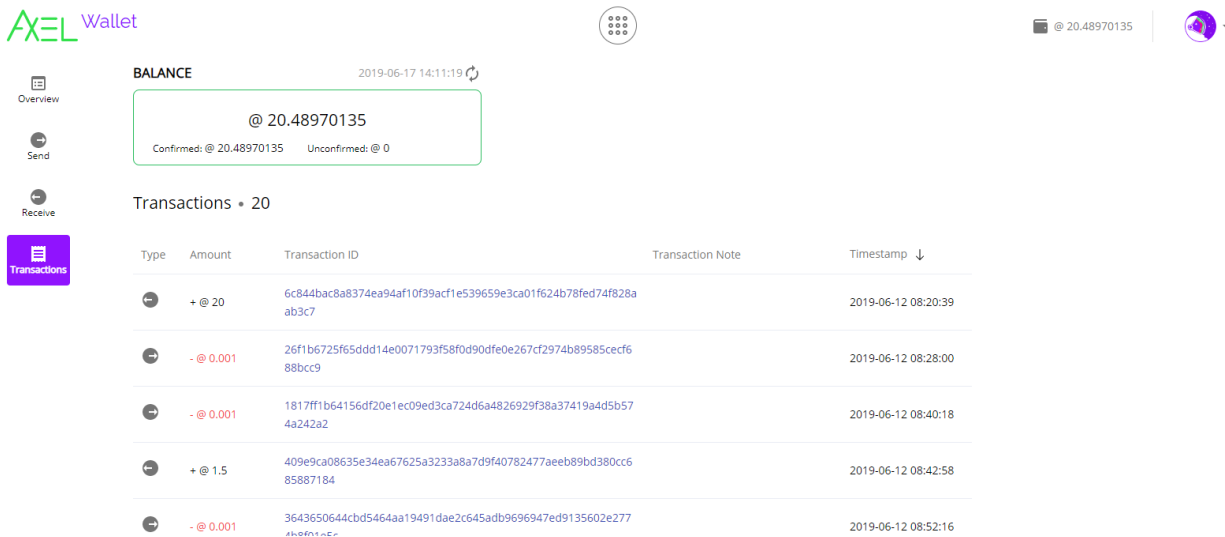 AXEL Wallet
@ 20.48970135
Overview
Send
Receive
Transactions
BALANCE 2019-06-17 14:11:19
@ 20.48970135
Confirmed: @ 20.48970135 Unconfirmed: @ 0
Transactions • 20
Type Amount Transaction ID Transaction Note Timestamp ↓
+ @ 20 6c844bac8a8374ea94af10f39acf1e539659e3ca01f624b78fed74f828a 2019-06-12 08:20:39
ab3c7
- @ 0.001 26f1b6725f65ddd14e0071793f58f0d90dfe0e267cf2974b89585cecf6 2019-06-12 08:28:00
88bcc9
- @ 0.001 1817ff1b64156df20e1ec09ed3ca724d6a4826929f38a37419a4d5b57 2019-06-12 08:40:18
4a242a2
+ @ 1.5 409e9ca08635e34ea67625a3233a8a7d9f40782477aeeb89bd380cc6 2019-06-12 08:42:58
85887184
- @ 0.001 3643650644cbd5464aa19491dae2c645adb9696947ed9135602e277 2019-06-12 08:52:16